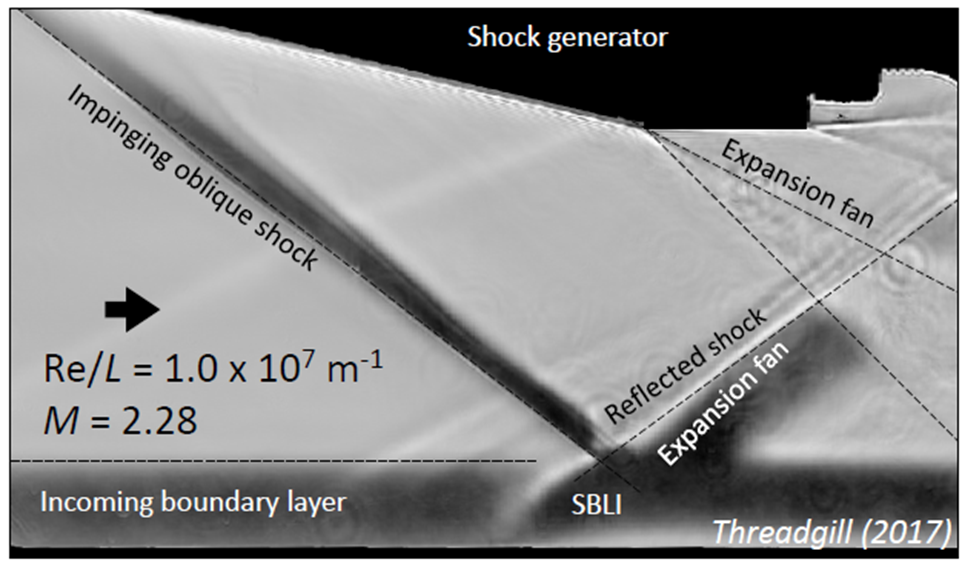 Shock generator
Impinging oblique shock
Expansion fan
Re/L = 1.0 x 10⁷ m⁻¹
M = 2.28
Reflected shock
Expansion fan
Incoming boundary layer
SBLI
Threadgill (2017)